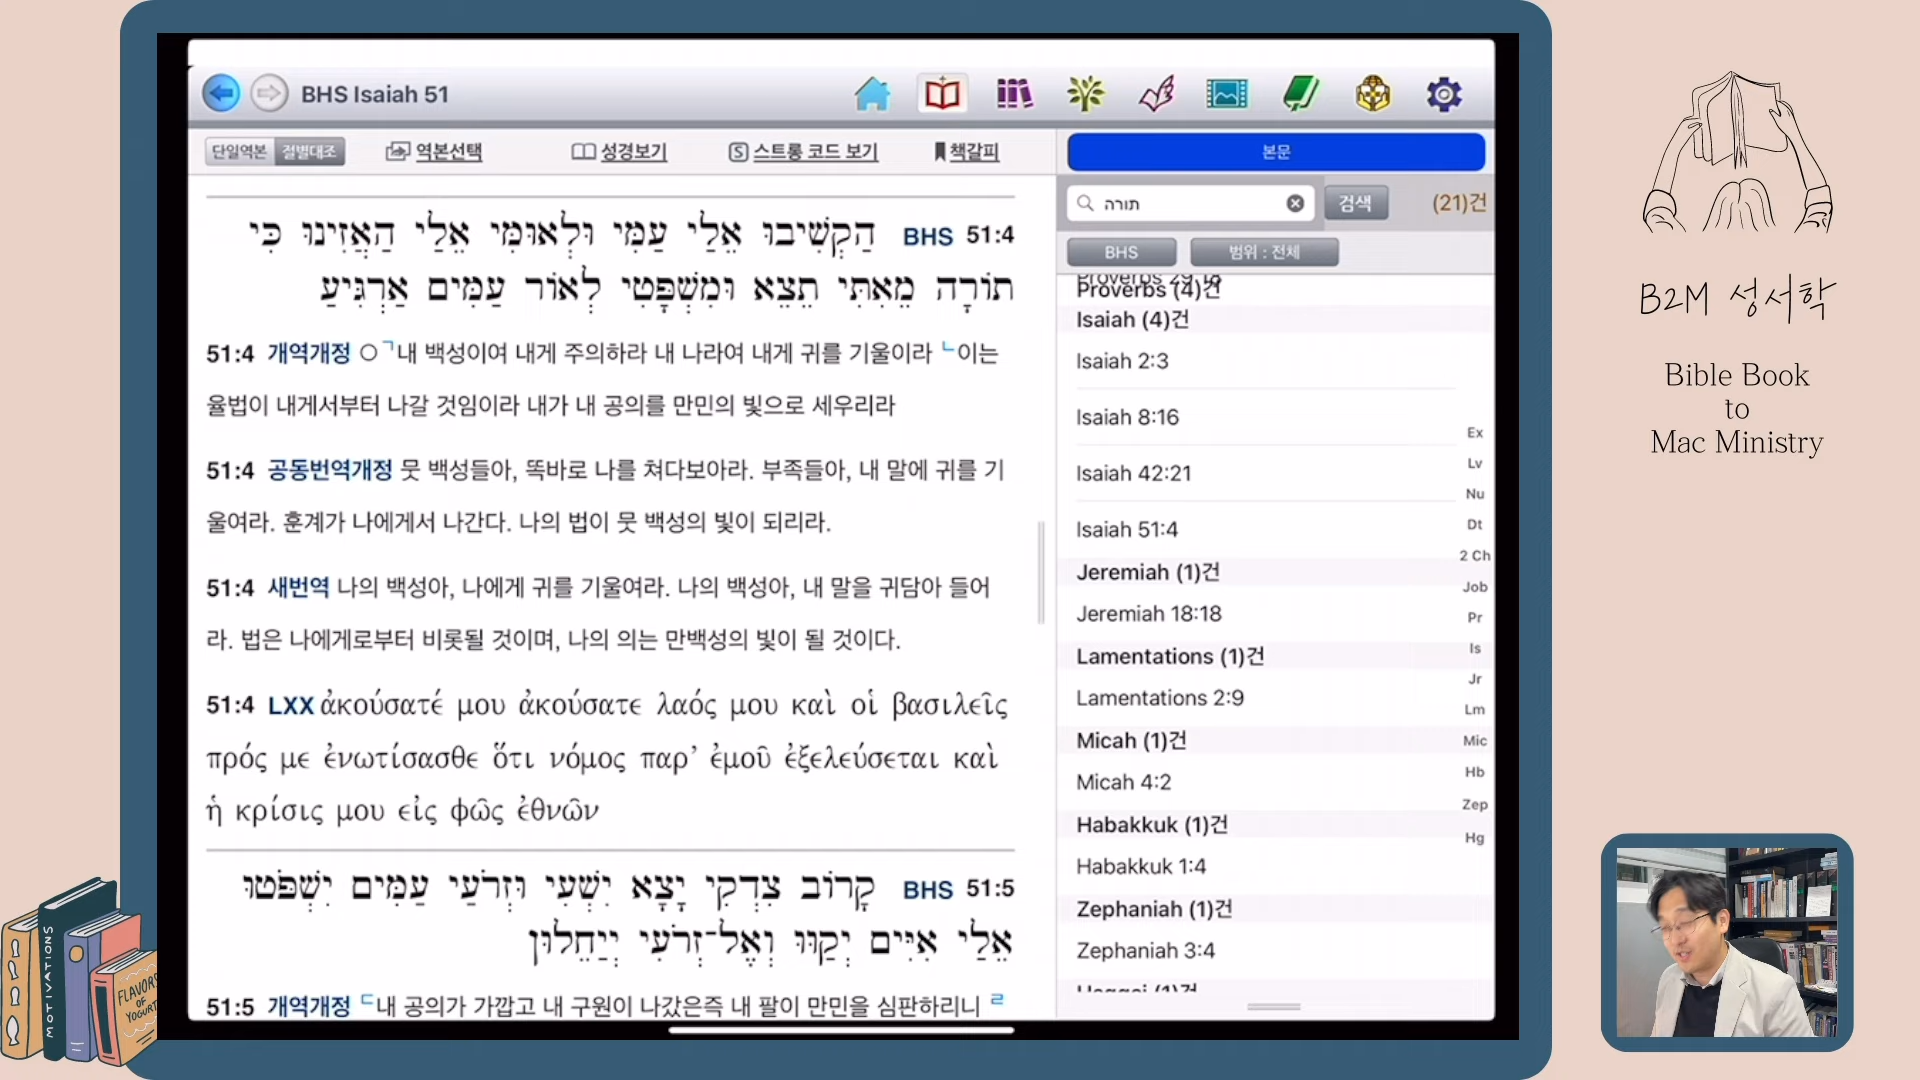 BHS Isaiah 51
단일역본 절별대조 역본선택 성경보기 스트롱 코드 보기 책갈피
BHS 51:4 הַקְשִׁיבוּ אֵלַי עַמִּי וּלְאוּמִּי אֵלַי הַאֲזִינוּ כִּי
תוֹרָה מֵאִתִּי תֵצֵא וּמִשְׁפָּטִי לְאוֹר עַמִּים אַרְגִּיעַ
51:4 개역개정 ○ㄱ내 백성이여 내게 주의하라 내 나라여 내게 귀를 기울이라 ㄴ이는
율법이 내게서부터 나갈 것임이라 내가 내 공의를 만민의 빛으로 세우리라
51:4 공동번역개정 뭇 백성들아, 똑바로 나를 쳐다보아라. 부족들아, 내 말에 귀를 기
울여라. 훈계가 나에게서 나간다. 나의 법이 뭇 백성의 빛이 되리라.
51:4 새번역 나의 백성아, 나에게 귀를 기울여라. 나의 백성아, 내 말을 귀담아 들어
라. 법은 나에게로부터 비롯될 것이며, 나의 의는 만백성의 빛이 될 것이다.
51:4 LXX ἀκούσατέ μου ἀκούσατε λαός μου καὶ οἱ βασιλεῖς
πρός με ἐνωτίσασθε ὅτι νόμος παρ’ ἐμοῦ ἐξελεύσεται καὶ
ἡ κρίσις μου εἰς φῶς ἐθνῶν
BHS 51:5 קָרוֹב צִדְקִי יָצָא יִשְׁעִי וּזְרֹעַי עַמִּים יִשְׁפֹּטוּ
אֵלַי אִיִּים יְקַוּוּ וְאֶל־זְרֹעִי יְיַחֵלוּן
51:5 개역개정 ㄷ내 공의가 가깝고 내 구원이 나갔은즉 내 팔이 만민을 심판하리니 ㄹ
본문
תורה 검색 (21)건
BHS 범위 : 전체
Proverbs 29:18
Proverbs (4)건
Isaiah (4)건
Isaiah 2:3
Isaiah 8:16
Isaiah 42:21
Isaiah 51:4
Jeremiah (1)건
Jeremiah 18:18
Lamentations (1)건
Lamentations 2:9
Micah (1)건
Micah 4:2
Habakkuk (1)건
Habakkuk 1:4
Zephaniah (1)건
Zephaniah 3:4
Haggai (1)건
Ex
Lv
Nu
Dt
2 Ch
Job
Pr
Is
Jr
Lm
Mic
Hb
Zep
Hg
B2M 성서학
Bible Book
to
Mac Ministry
MOTIVATIONS
FLAVORS
OF
YOGURT